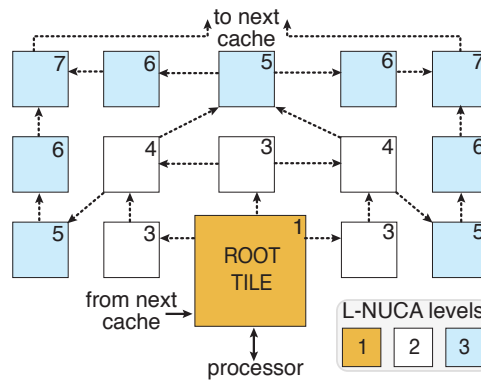 to next
cache
7 6 5 6 7
6 4 3 4 6
5 3 1 3 5
ROOT
TILE
from next
cache
processor
L-NUCA levels
1 2 3